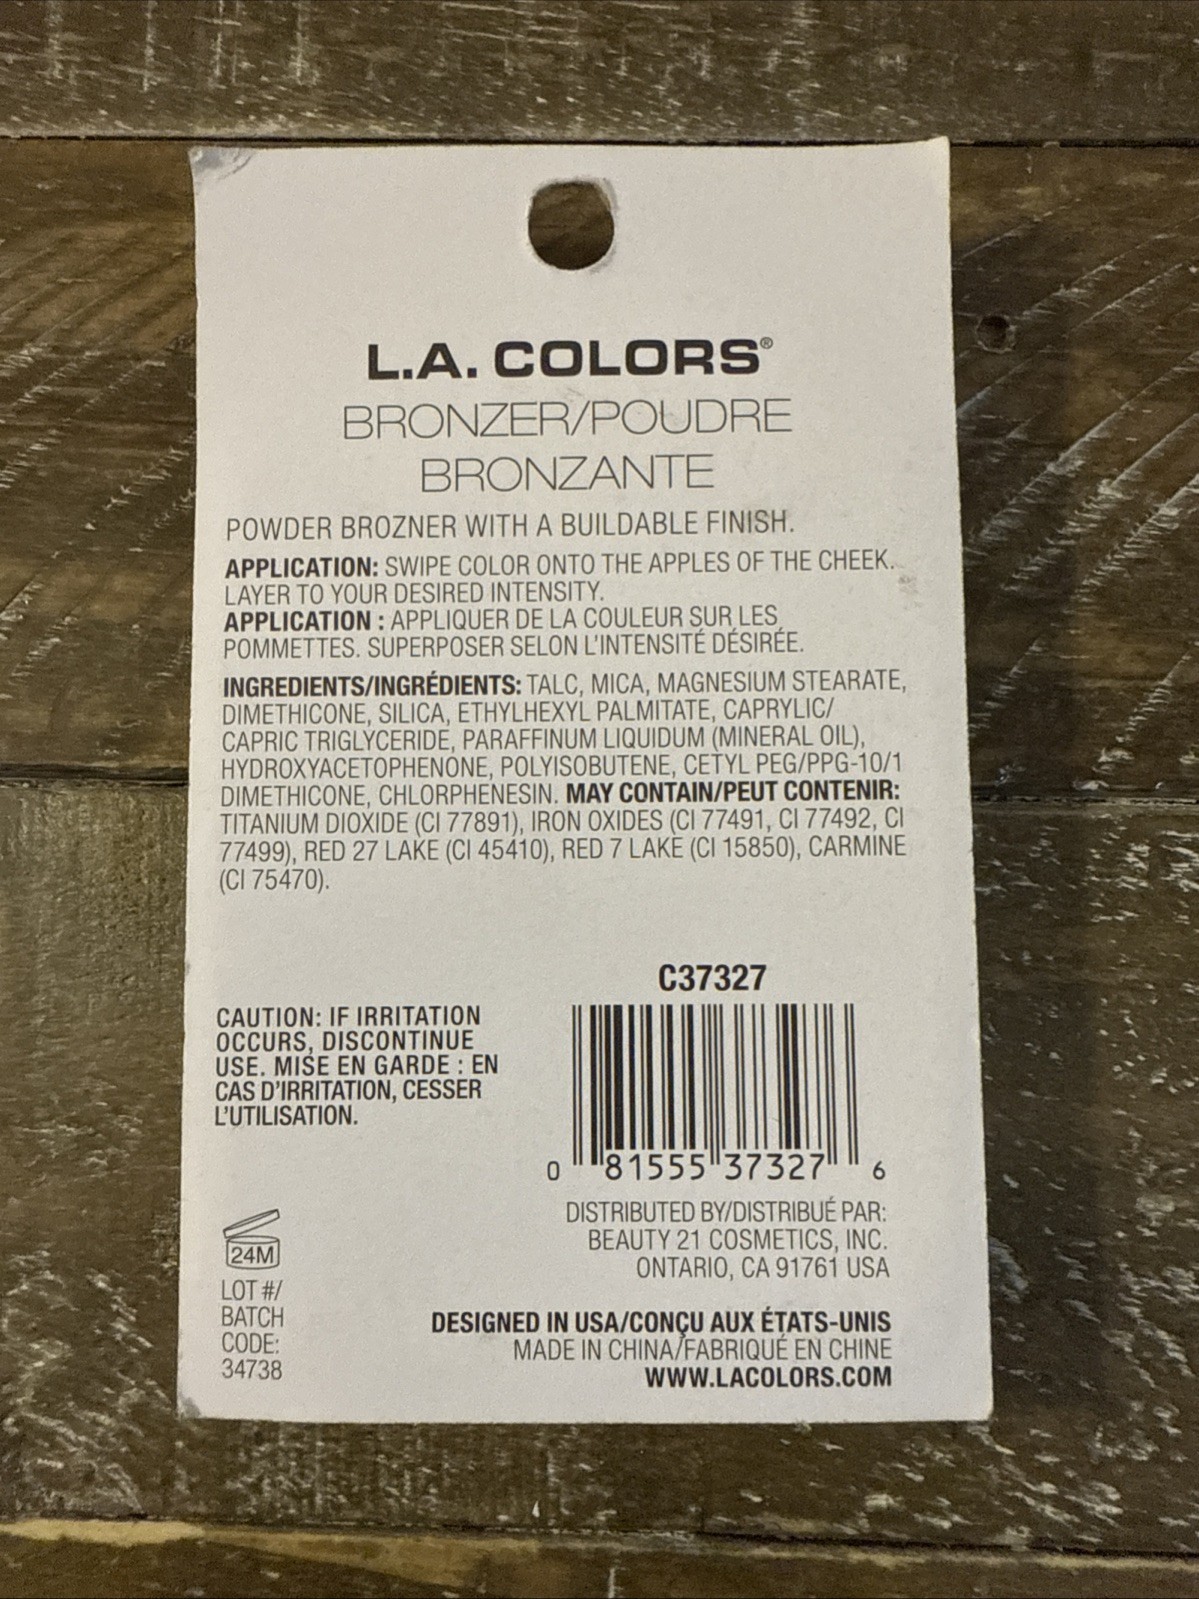 L.A. COLORS®
BRONZER/POUDRE
BRONZANTE
POWDER BROZNER WITH A BUILDABLE FINISH.
APPLICATION: SWIPE COLOR ONTO THE APPLES OF THE CHEEK.
LAYER TO YOUR DESIRED INTENSITY.
APPLICATION : APPLIQUER DE LA COULEUR SUR LES
POMMETTES. SUPERPOSER SELON L'INTENSITÉ DÉSIRÉE.
INGREDIENTS/INGRÉDIENTS: TALC, MICA, MAGNESIUM STEARATE,
DIMETHICONE, SILICA, ETHYLHEXYL PALMITATE, CAPRYLIC/
CAPRIC TRIGLYCERIDE, PARAFFINUM LIQUIDUM (MINERAL OIL),
HYDROXYACETOPHENONE, POLYISOBUTENE, CETYL PEG/PPG-10/1
DIMETHICONE, CHLORPHENESIN. MAY CONTAIN/PEUT CONTENIR:
TITANIUM DIOXIDE (CI 77891), IRON OXIDES (CI 77491, CI 77492, CI
77499), RED 27 LAKE (CI 45410), RED 7 LAKE (CI 15850), CARMINE
(CI 75470).
C37327
CAUTION: IF IRRITATION
OCCURS, DISCONTINUE
USE. MISE EN GARDE : EN
CAS D'IRRITATION, CESSER
L'UTILISATION.
0 81555 37327 6
24M
LOT #/
BATCH
CODE:
34738
DISTRIBUTED BY/DISTRIBUÉ PAR:
BEAUTY 21 COSMETICS, INC.
ONTARIO, CA 91761 USA
DESIGNED IN USA/CONÇU AUX ÉTATS-UNIS
MADE IN CHINA/FABRIQUÉ EN CHINE
WWW.LACOLORS.COM